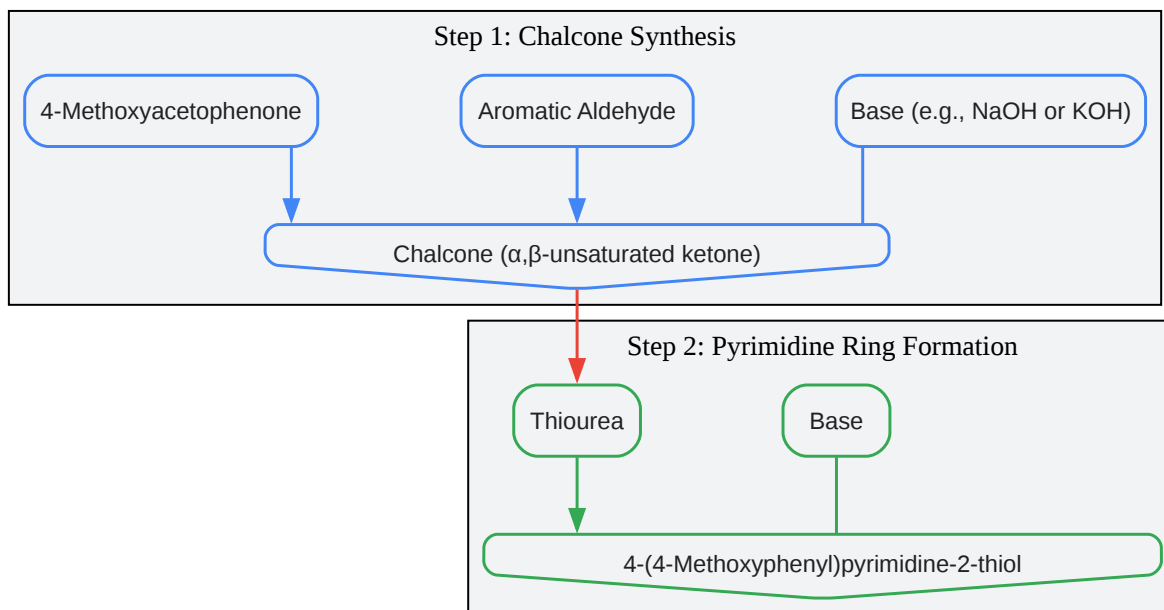 Step 1: Chalcone Synthesis
4-Methoxyacetophenone
Aromatic Aldehyde
Base (e.g., NaOH or KOH)
Chalcone (α,β-unsaturated ketone)
Step 2: Pyrimidine Ring Formation
Thiourea
Base
4-(4-Methoxyphenyl)pyrimidine-2-thiol